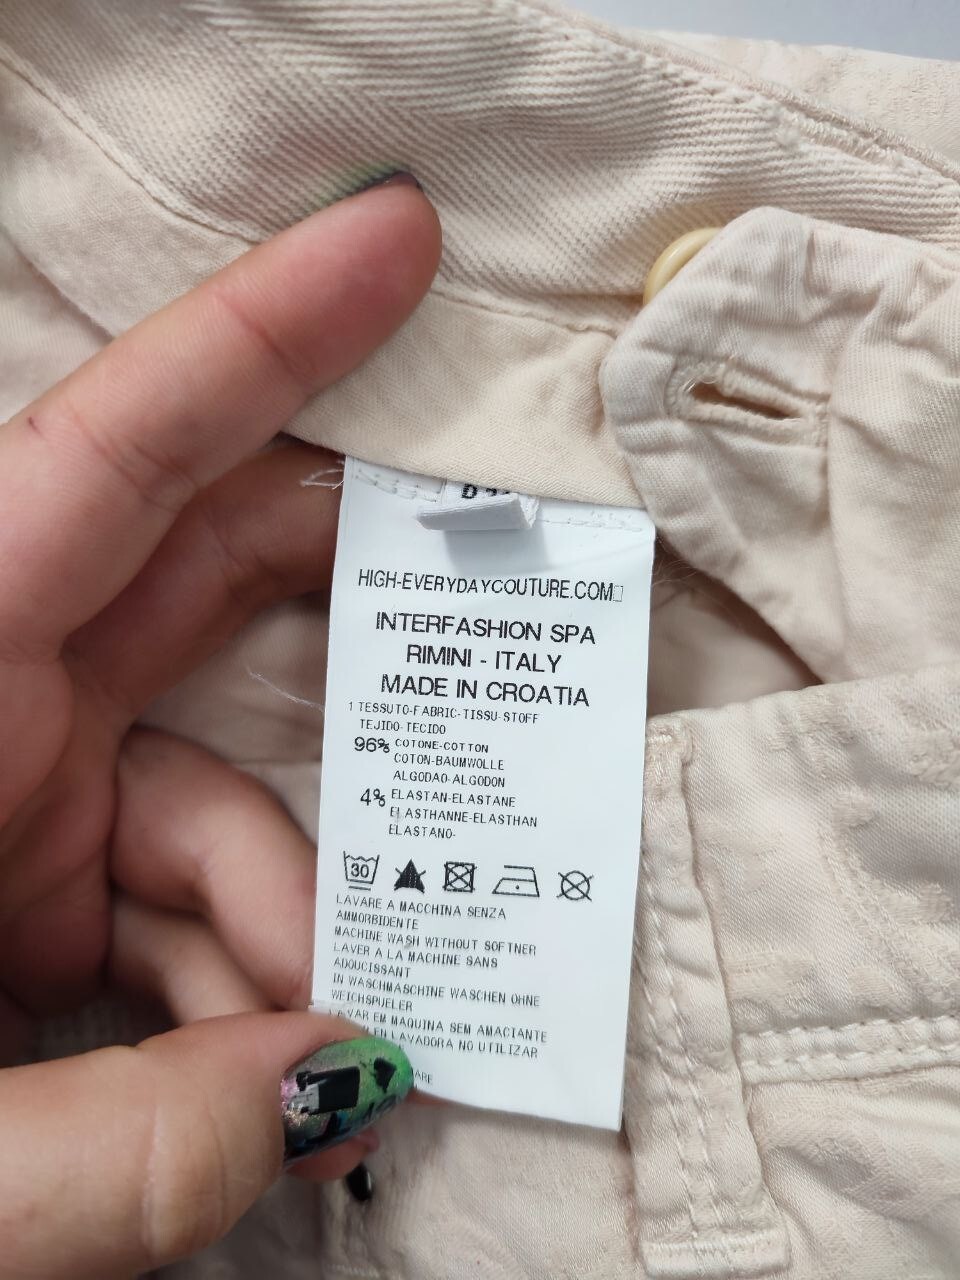 D
HIGH-EVERYDAYCOUTURE.COM
INTERFASHION SPA
RIMINI - ITALY
MADE IN CROATIA
1 TESSUTO-FABRIC-TISSU-STOFF
TEJIDO-TECIDO
96% COTONE-COTTON
COTON-BAUMWOLLE
ALGODAO-ALGODON
4% ELASTAN-ELASTANE
ELASTHANNE-ELASTHAN
ELASTANO-
30
LAVARE A MACCHINA SENZA
AMMORBIDENTE
MACHINE WASH WITHOUT SOFTNER
LAVER A LA MACHINE SANS
ADOUCISSANT
IN WASCHMASCHINE WASCHEN OHNE
WEICHSPUELER
LAVAR EM MAQUINA SEM AMACIANTE
EN LAVADORA NO UTILIZAR